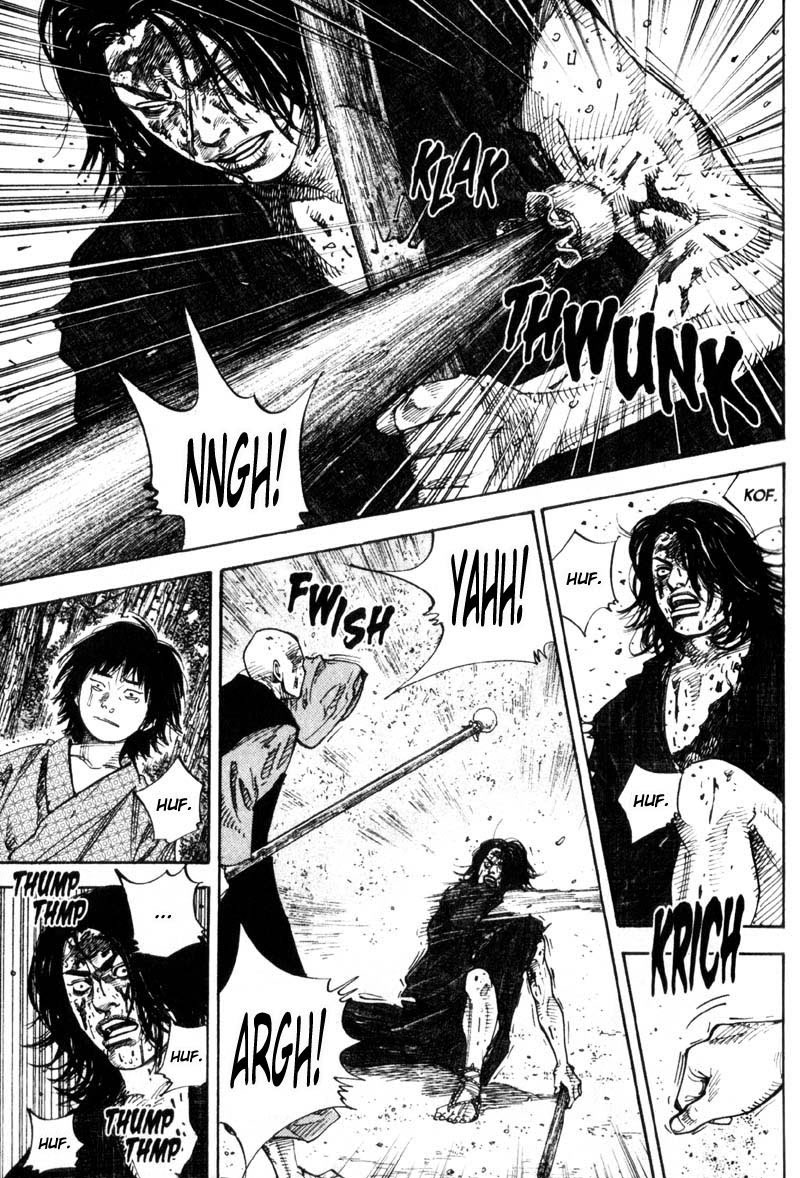 KLAK
THWUNK
NNGH!
KOF.
HUF.
HUF.
KRICH
YAHH!
FWISH
ARGH!
HUF.
THUMP
THMP
...
HUF.
HUF.
THUMP
THMP